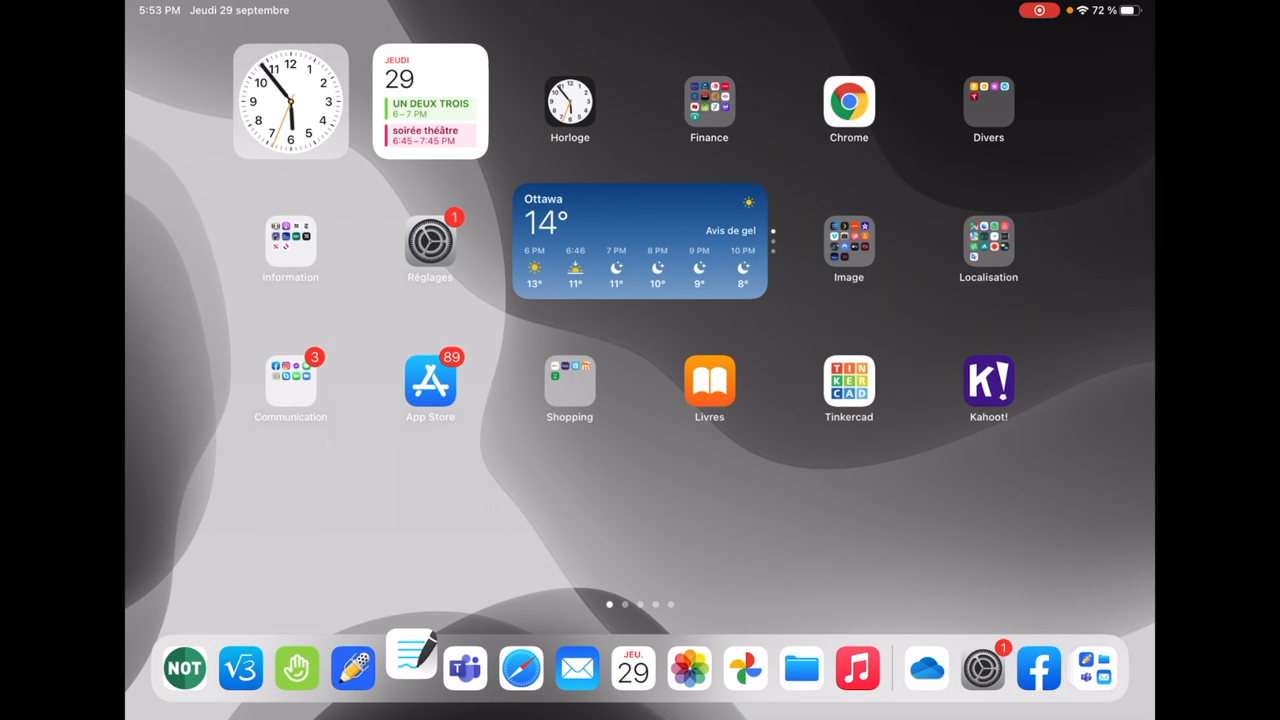 5:53 PM Jeudi 29 septembre
72 %
12
1
2
3
4
5
6
7
8
9
10
11
JEUDI
29
UN DEUX TROIS
6–7 PM
soirée théâtre
6:45–7:45 PM
Horloge
Finance
Chrome
Divers
Information
1
Réglages
Ottawa
14°
Avis de gel
6 PM 6:46 7 PM 8 PM 9 PM 10 PM
13° 11° 11° 10° 9° 8°
Image
Localisation
3
Communication
89
App Store
Shopping
Livres
TINKERCAD
Tinkercad
K!
Kahoot!
NOT
√3
JEU.
29
1